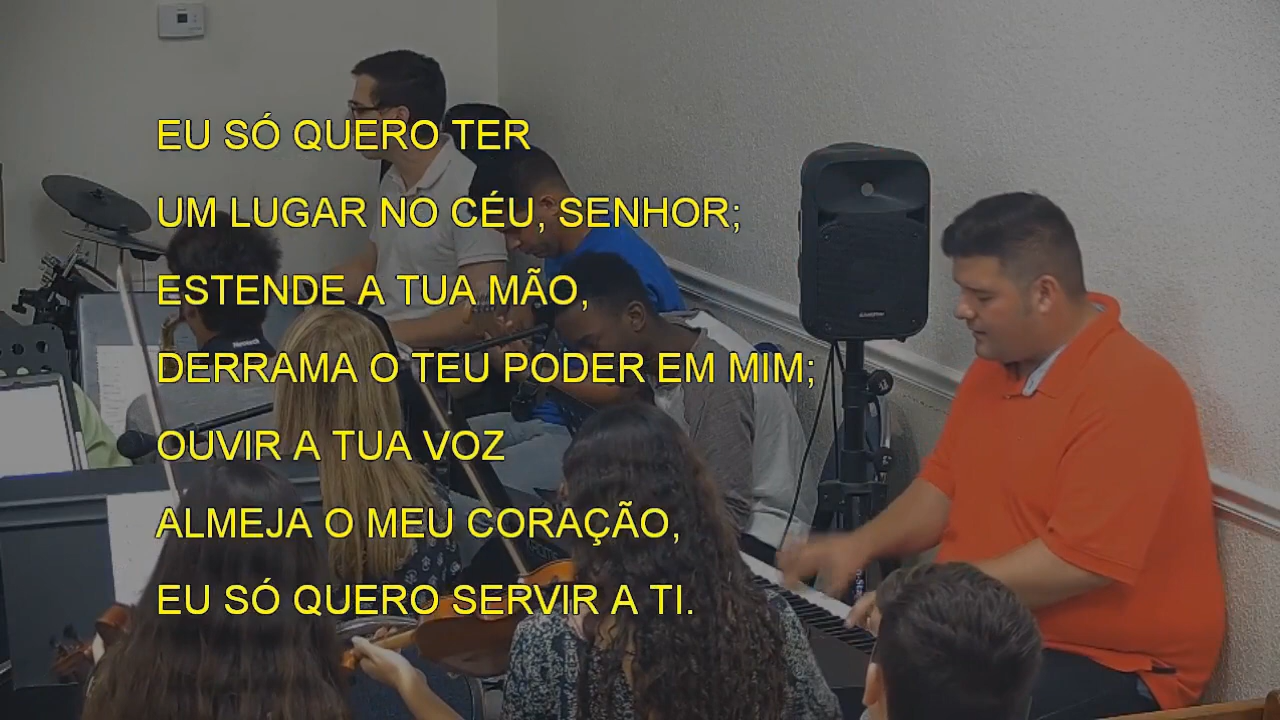 EU SÓ QUERO TER
UM LUGAR NO CÉU, SENHOR;
ESTENDE A TUA MÃO,
DERRAMA O TEU PODER EM MIM;
OUVIR A TUA VOZ
ALMEJA O MEU CORAÇÃO,
EU SÓ QUERO SERVIR A TI.